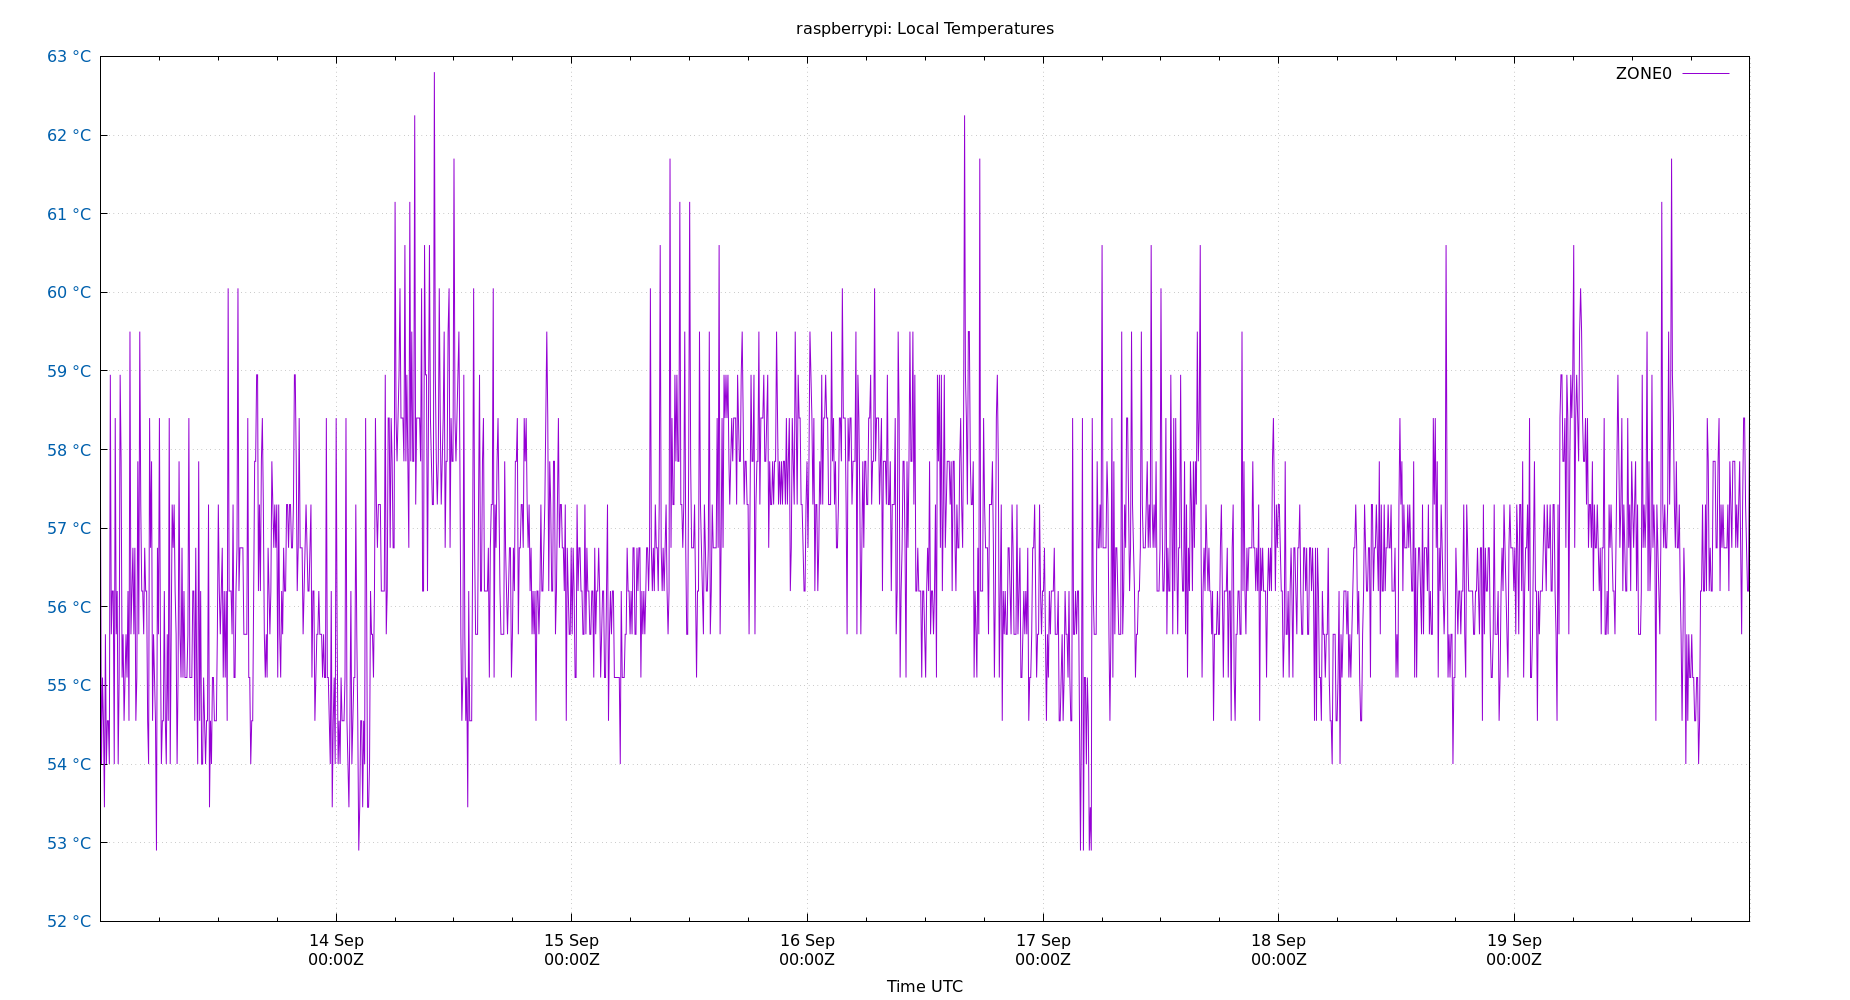 raspberrypi: Local Temperatures
63 °C
ZONE0
62 °C
61 °C
60 °C
59 °C
58 °C
57 °C
56 °C
55 °C
54 °C
53 °C
52 °C
14 Sep 15 Sep 16 Sep 17 Sep 18 Sep 19 Sep
00:00Z 00:00Z 00:00Z 00:00Z 00:00Z 00:00Z
Time UTC